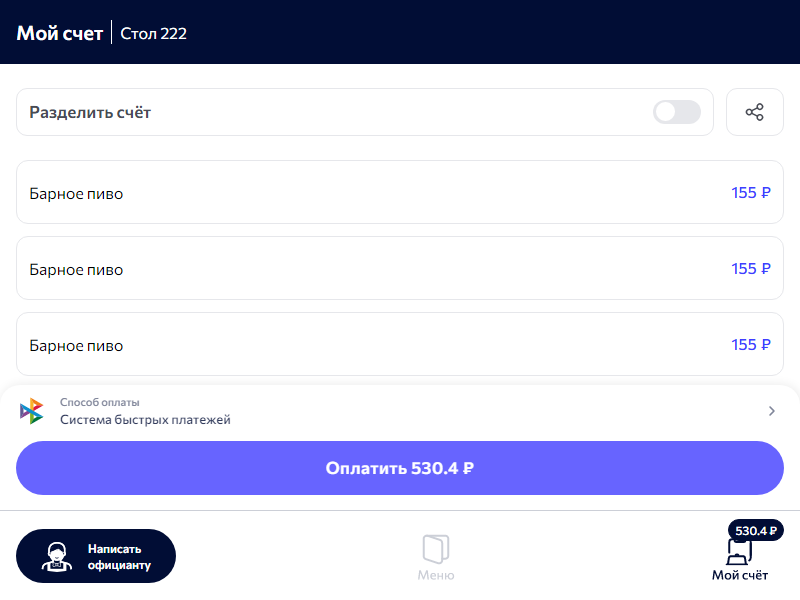 Мой счет | Стол 222
Разделить счёт
Барное пиво 155 ₽
Барное пиво 155 ₽
Барное пиво 155 ₽
Способ оплаты
Система быстрых платежей
Оплатить 530.4 ₽
Написать
официанту
Меню
530.4 ₽
Мой счёт